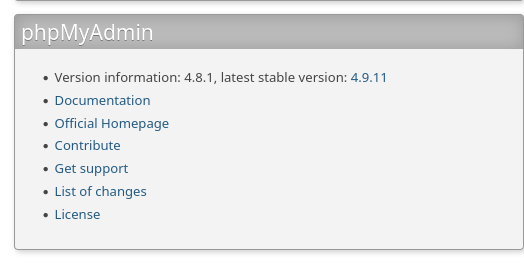 phpMyAdmin
Version information: 4.8.1, latest stable version: 4.9.11
Documentation
Official Homepage
Contribute
Get support
List of changes
License